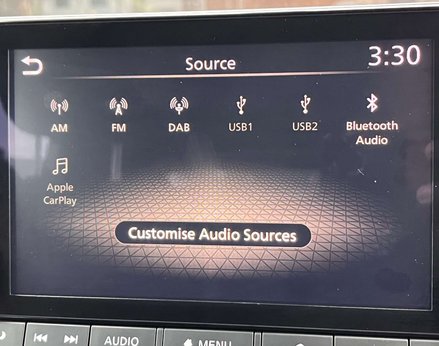 Source
3:30
AM
FM
DAB
USB1
USB2
Bluetooth
Audio
Apple
CarPlay
Customise Audio Sources
AUDIO
MENU